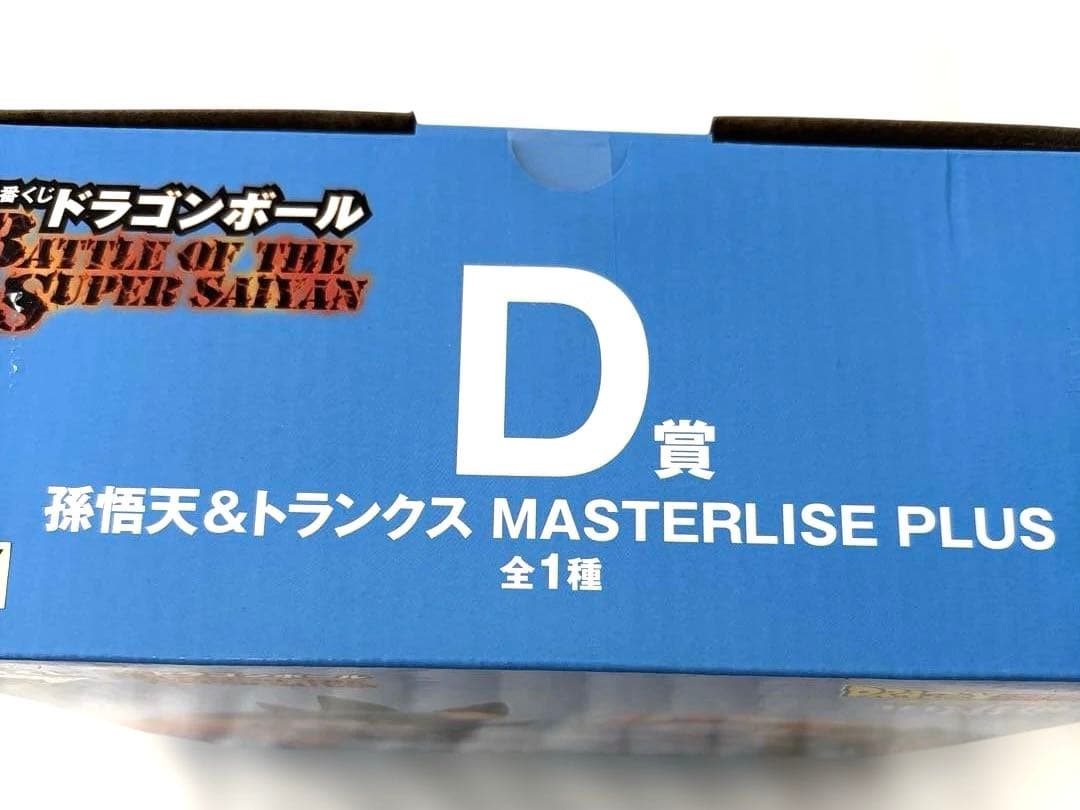 番くじ ドラゴンボール
BATTLE OF THE
SUPER SAIYAN
D賞
孫悟天&トランクス MASTERLISE PLUS
全1種